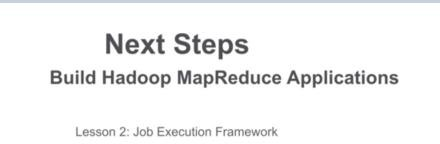 Next Steps
Build Hadoop MapReduce Applications
Lesson 2: Job Execution Framework